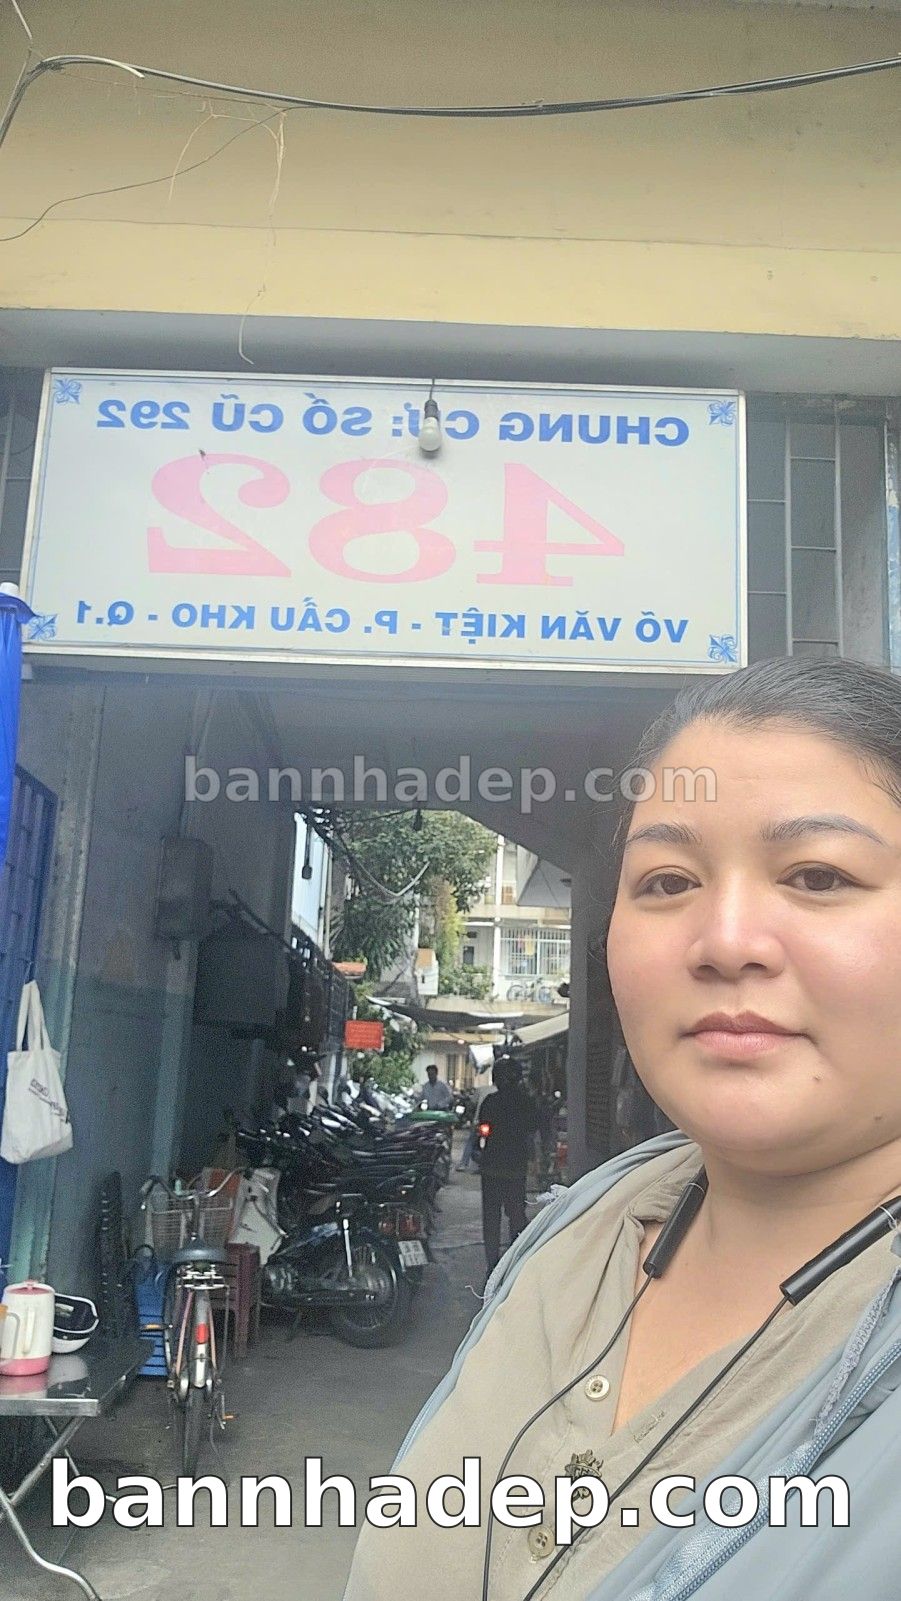 CHUNG CƯ: SỐ CŨ 292
482
VÕ VĂN KIỆT - P. CẦU KHO - Q.1
bannhadep.com
bannhadep.com